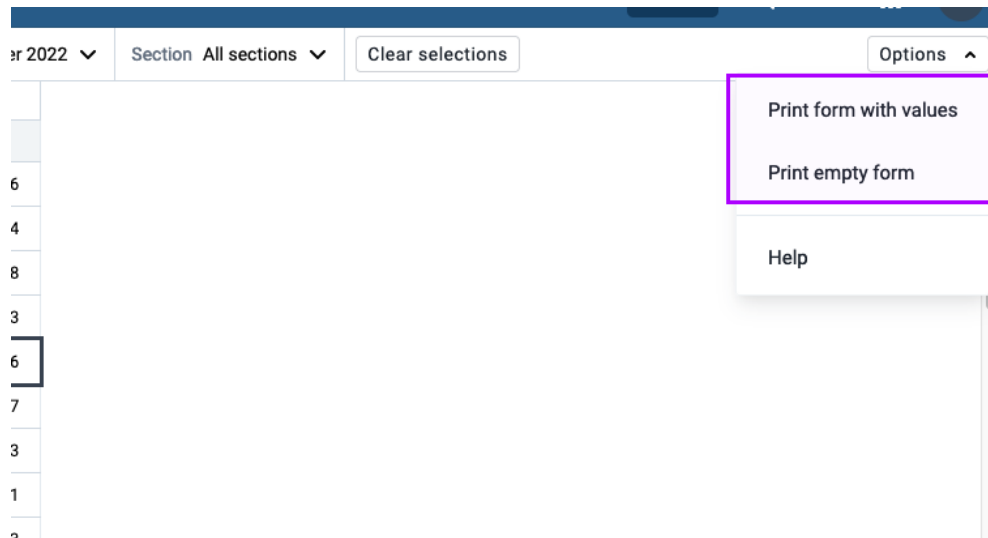 2022
Section All sections
Clear selections
Options
Print form with values
Print empty form
Help
6
4
8
3
6
7
3
1